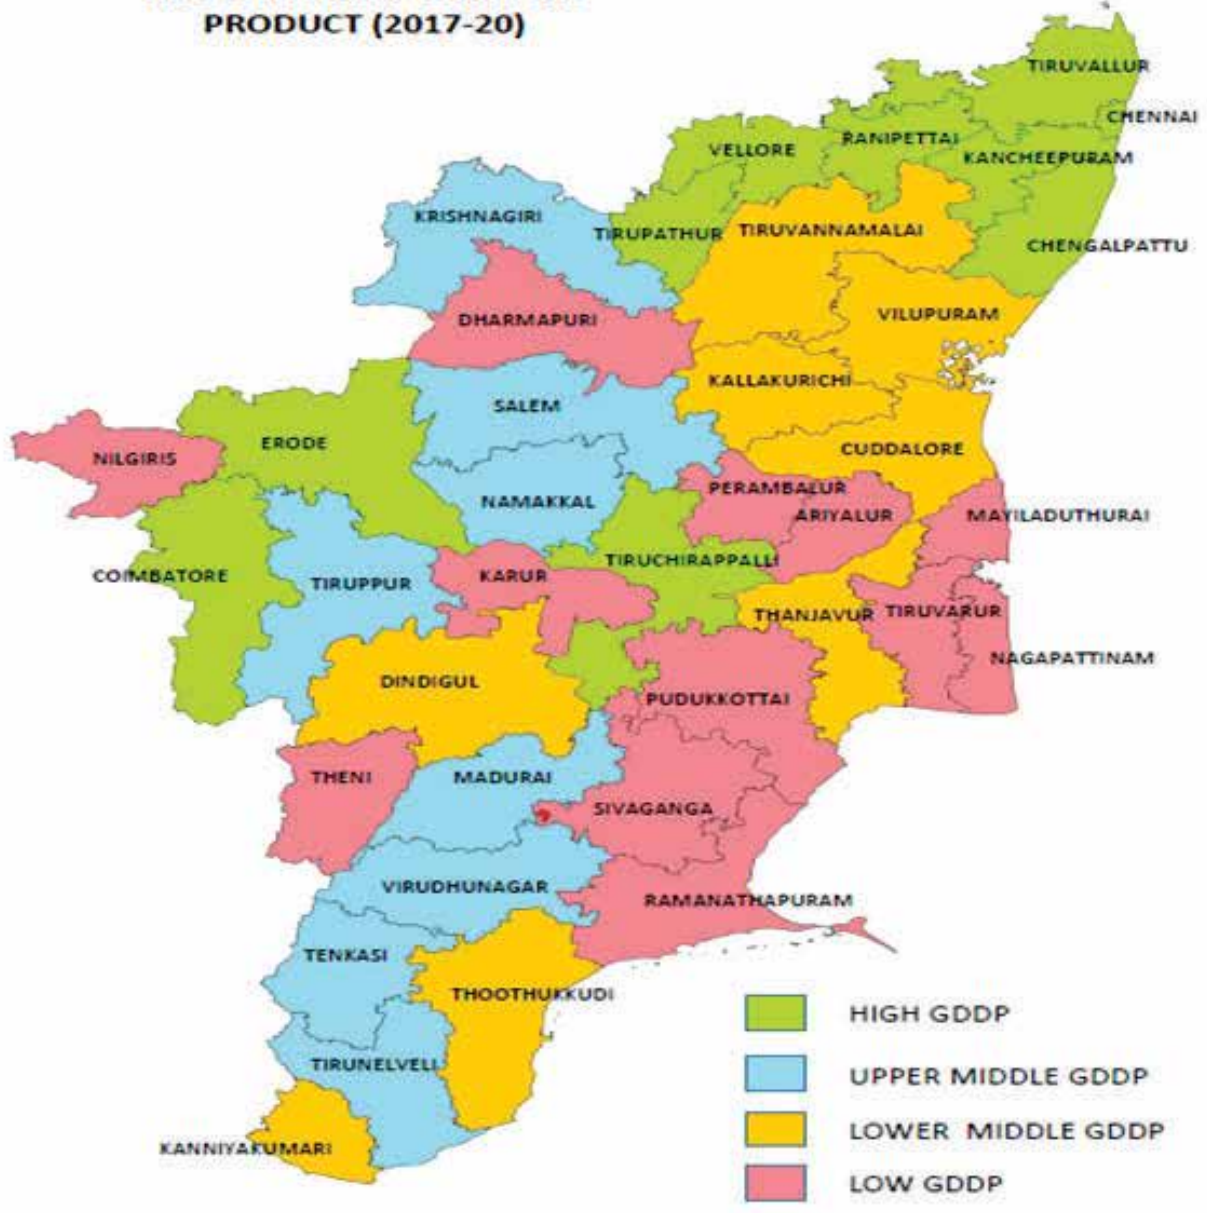 PRODUCT (2017-20)
TIRUVALLUR
CHENNAI
RANIPETTAI
VELLORE
KANCHEEPURAM
KRISHNAGIRI
TIRUPATHUR
TIRUVANNAMALAI
CHENGALPATTU
DHARMAPURI
VILUPURAM
KALLAKURICHI
SALEM
ERODE
CUDDALORE
NILGIRIS
PERAMBALUR
NAMAKKAL
ARIYALUR
MAYILADUTHURAI
TIRUCHIRAPPALLI
COIMBATORE
TIRUPPUR
KARUR
THANJAVUR
TIRUVARUR
NAGAPATTINAM
DINDIGUL
PUDUKKOTTAI
THENI
MADURAI
SIVAGANGA
VIRUDHUNAGAR
RAMANATHAPURAM
TENKASI
THOOTHUKKUDI
TIRUNELVELI
KANNIYAKUMARI
HIGH GDDP
UPPER MIDDLE GDDP
LOWER MIDDLE GDDP
LOW GDDP